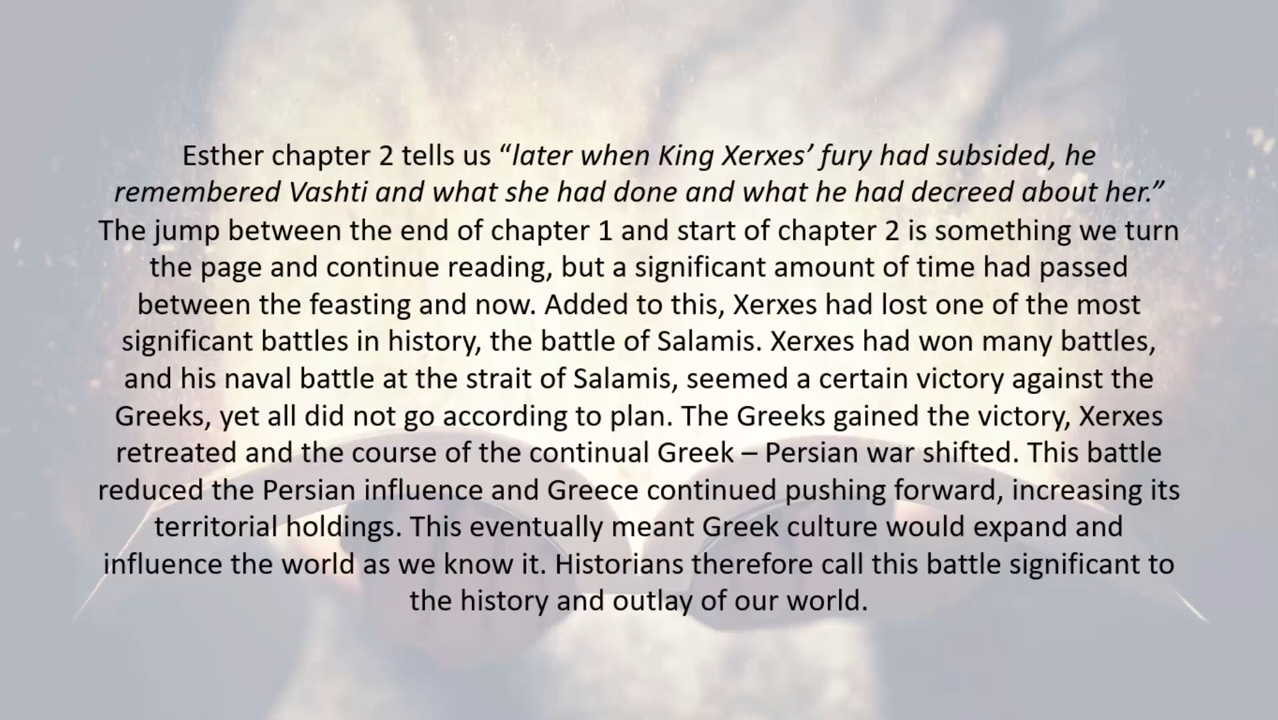 Esther chapter 2 tells us “later when King Xerxes’ fury had subsided, he
remembered Vashti and what she had done and what he had decreed about her.”
The jump between the end of chapter 1 and start of chapter 2 is something we turn
the page and continue reading, but a significant amount of time had passed
between the feasting and now. Added to this, Xerxes had lost one of the most
significant battles in history, the battle of Salamis. Xerxes had won many battles,
and his naval battle at the strait of Salamis, seemed a certain victory against the
Greeks, yet all did not go according to plan. The Greeks gained the victory, Xerxes
retreated and the course of the continual Greek – Persian war shifted. This battle
reduced the Persian influence and Greece continued pushing forward, increasing its
territorial holdings. This eventually meant Greek culture would expand and
influence the world as we know it. Historians therefore call this battle significant to
the history and outlay of our world.